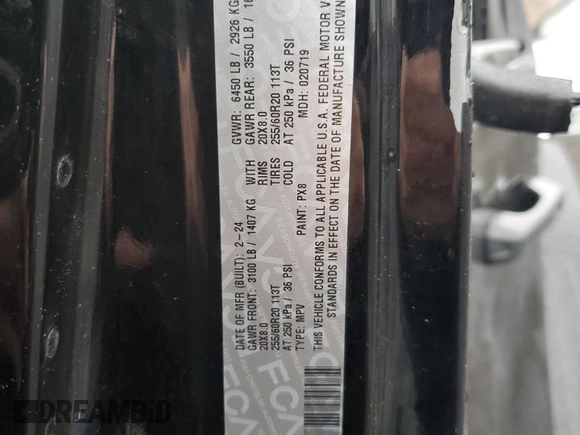 DATE OF MFR (BUILT): 2-24 GVWR: 6450 LB / 2926 KG
GAWR FRONT: 3100 LB / 1407 KG WITH GAWR REAR: 3550 LB /
20X8.0 RIMS 20X8.0
255/60R20 113T TIRES 255/60R20 113T
AT 250 kPa / 36 PSI COLD AT 250 kPa / 36 PSI
TYPE: MPV PAINT: PX8 MDH: 020719
THIS VEHICLE CONFORMS TO ALL APPLICABLE U.S.A. FEDERAL MOTOR
STANDARDS IN EFFECT ON THE DATE OF MANUFACTURE SHOWN
FCA
DREAMBID